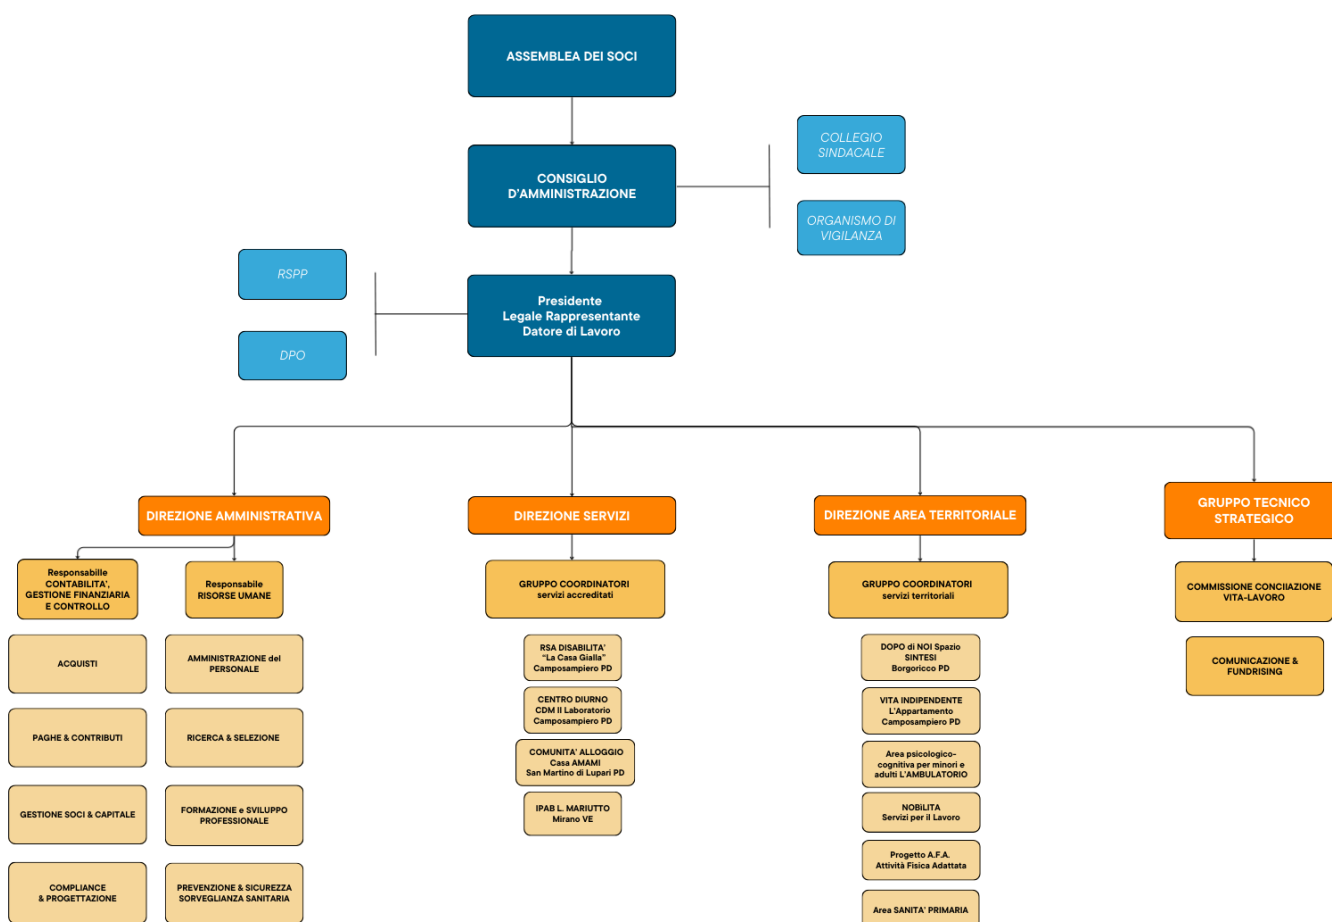 ASSEMBLEA DEI SOCI
COLLEGIO
SINDACALE
CONSIGLIO
D'AMMINISTRAZIONE
ORGANISMO DI
VIGILANZA
RSPP
Presidente
Legale Rappresentante
Datore di Lavoro
DPO
DIREZIONE AMMINISTRATIVA
DIREZIONE SERVIZI
DIREZIONE AREA TERRITORIALE
GRUPPO TECNICO
STRATEGICO
Responsabille
CONTABILITA',
GESTIONE FINANZIARIA
E CONTROLLO
Responsabile
RISORSE UMANE
GRUPPO COORDINATORI
servizi accreditati
GRUPPO COORDINATORI
servizi territoriali
COMMISSIONE CONCIIAZIONE
VITA-LAVORO
ACQUISTI
AMMINISTRAZIONE del
PERSONALE
RSA DISABILITA'
"La Casa Gialla"
Camposampiero PD
DOPO di NOI Spazio
SINTESI
Borgoricco PD
COMUNICAZIONE &
FUNDRISING
PAGHE & CONTRIBUTI
RICERCA & SELEZIONE
CENTRO DIURNO
CDM Il Laboratorio
Camposampiero PD
VITA INDIPENDENTE
L'Appartamento
Camposampiero PD
COMUNITA' ALLOGGIO
Casa AMAMI
San Martino di Lupari PD
Area psicologico-
cognitiva per minori e
adulti L'AMBULATORIO
GESTIONE SOCI & CAPITALE
FORMAZIONE e SVILUPPO
PROFESSIONALE
IPAB L. MARIUTTO
Mirano VE
NOBiLITA
Servizi per il Lavoro
Progetto A.F.A.
Attività Fisica Adattata
COMPLIANCE
& PROGETTAZIONE
PREVENZIONE & SICUREZZA
SORVEGLIANZA SANITARIA
Area SANITA' PRIMARIA